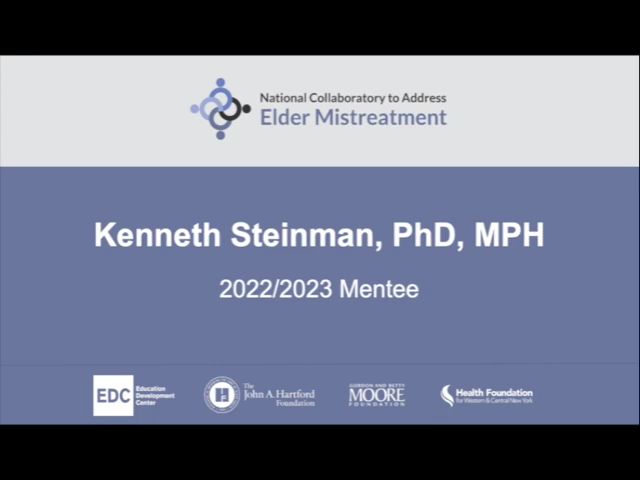 National Collaboratory to Address
Elder Mistreatment
Kenneth Steinman, PhD, MPH
2022/2023 Mentee
EDC
Education
Development
Center
The
John A. Hartford
Foundation
GORDON AND BETTY
MOORE
FOUNDATION
Health Foundation
for Western & Central New York